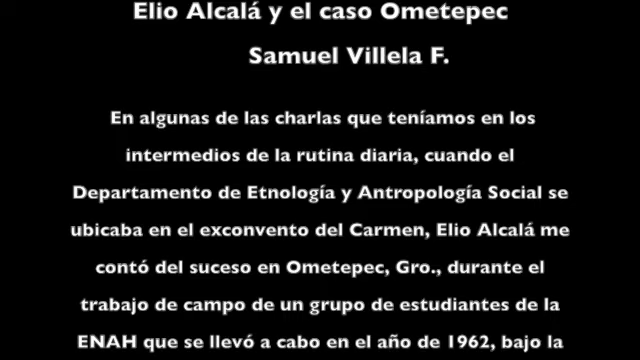 Elio Alcalá y el caso Ometepec
Samuel Villela F.
En algunas de las charlas que teníamos en los
intermedios de la rutina diaria, cuando el
Departamento de Etnología y Antropología Social se
ubicaba en el exconvento del Carmen, Elio Alcalá me
contó del suceso en Ometepec, Gro., durante el
trabajo de campo de un grupo de estudiantes de la
ENAH que se llevó a cabo en el año de 1962, bajo la